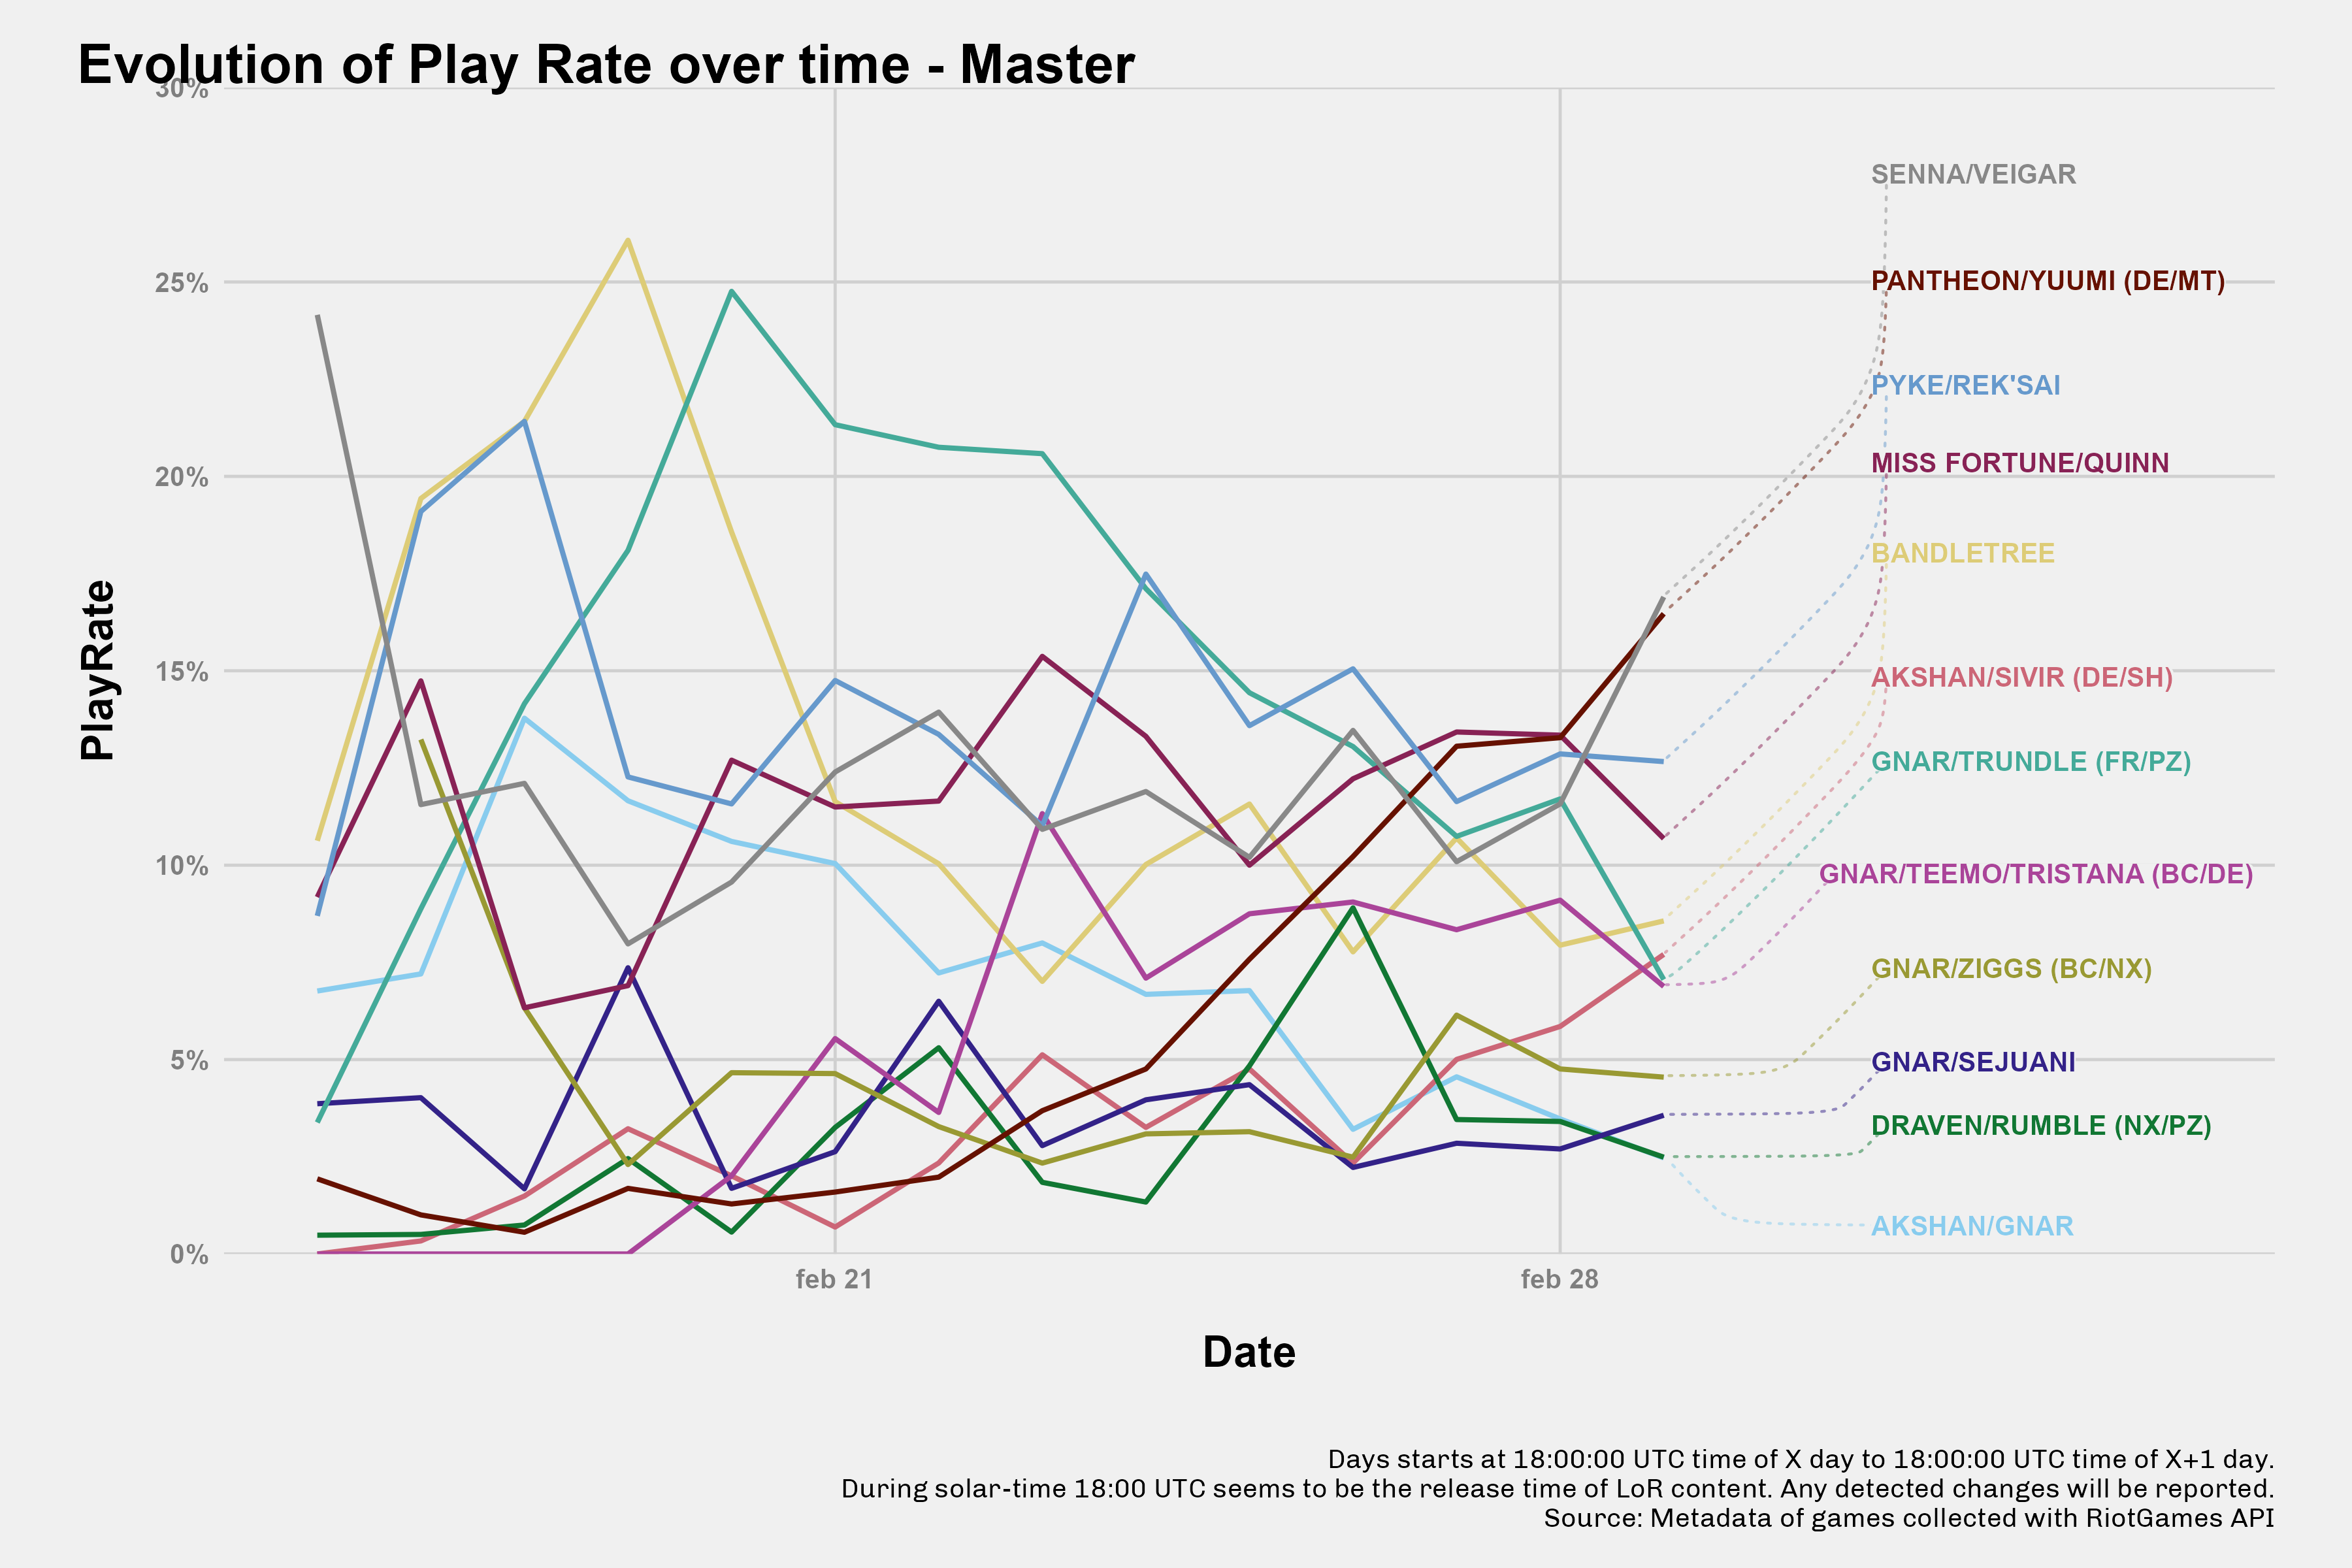 Evolution of Play Rate over time - Master
30%
SENNA/VEIGAR
25%
PANTHEON/YUUMI (DE/MT)
PYKE/REK'SAI
20%
MISS FORTUNE/QUINN
BANDLETREE
15%
AKSHAN/SIVIR (DE/SH)
GNAR/TRUNDLE (FR/PZ)
10%
GNAR/TEEMO/TRISTANA (BC/DE)
GNAR/ZIGGS (BC/NX)
5%
GNAR/SEJUANI
DRAVEN/RUMBLE (NX/PZ)
AKSHAN/GNAR
0%
PlayRate
feb 21
feb 28
Date
Days starts at 18:00:00 UTC time of X day to 18:00:00 UTC time of X+1 day.
During solar-time 18:00 UTC seems to be the release time of LoR content. Any detected changes will be reported.
Source: Metadata of games collected with RiotGames API